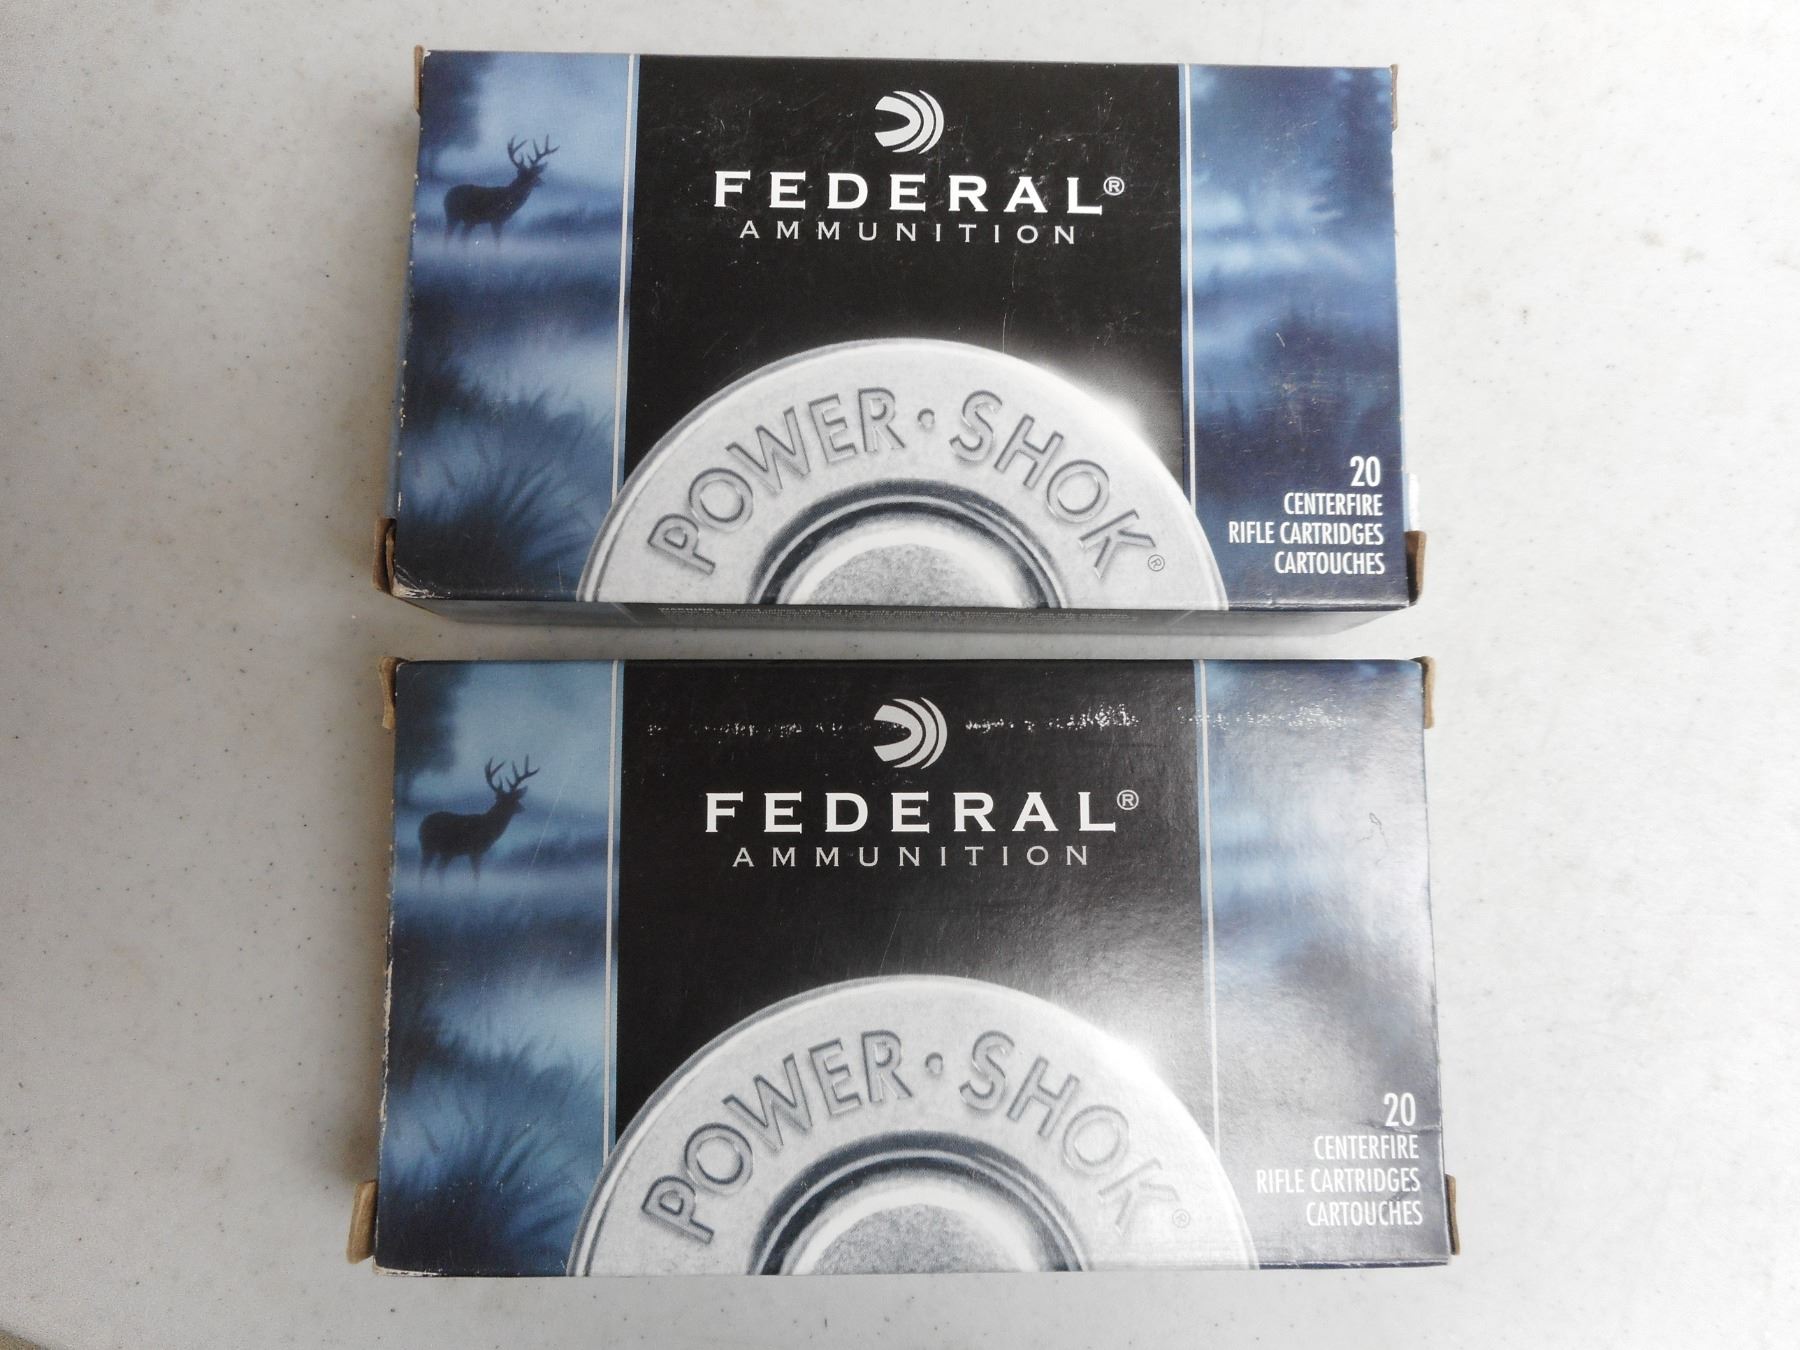 FEDERAL®
AMMUNITION
POWER·SHOK®
20
CENTERFIRE
RIFLE CARTRIDGES
CARTOUCHES
FEDERAL®
AMMUNITION
POWER·SHOK®
20
CENTERFIRE
RIFLE CARTRIDGES
CARTOUCHES